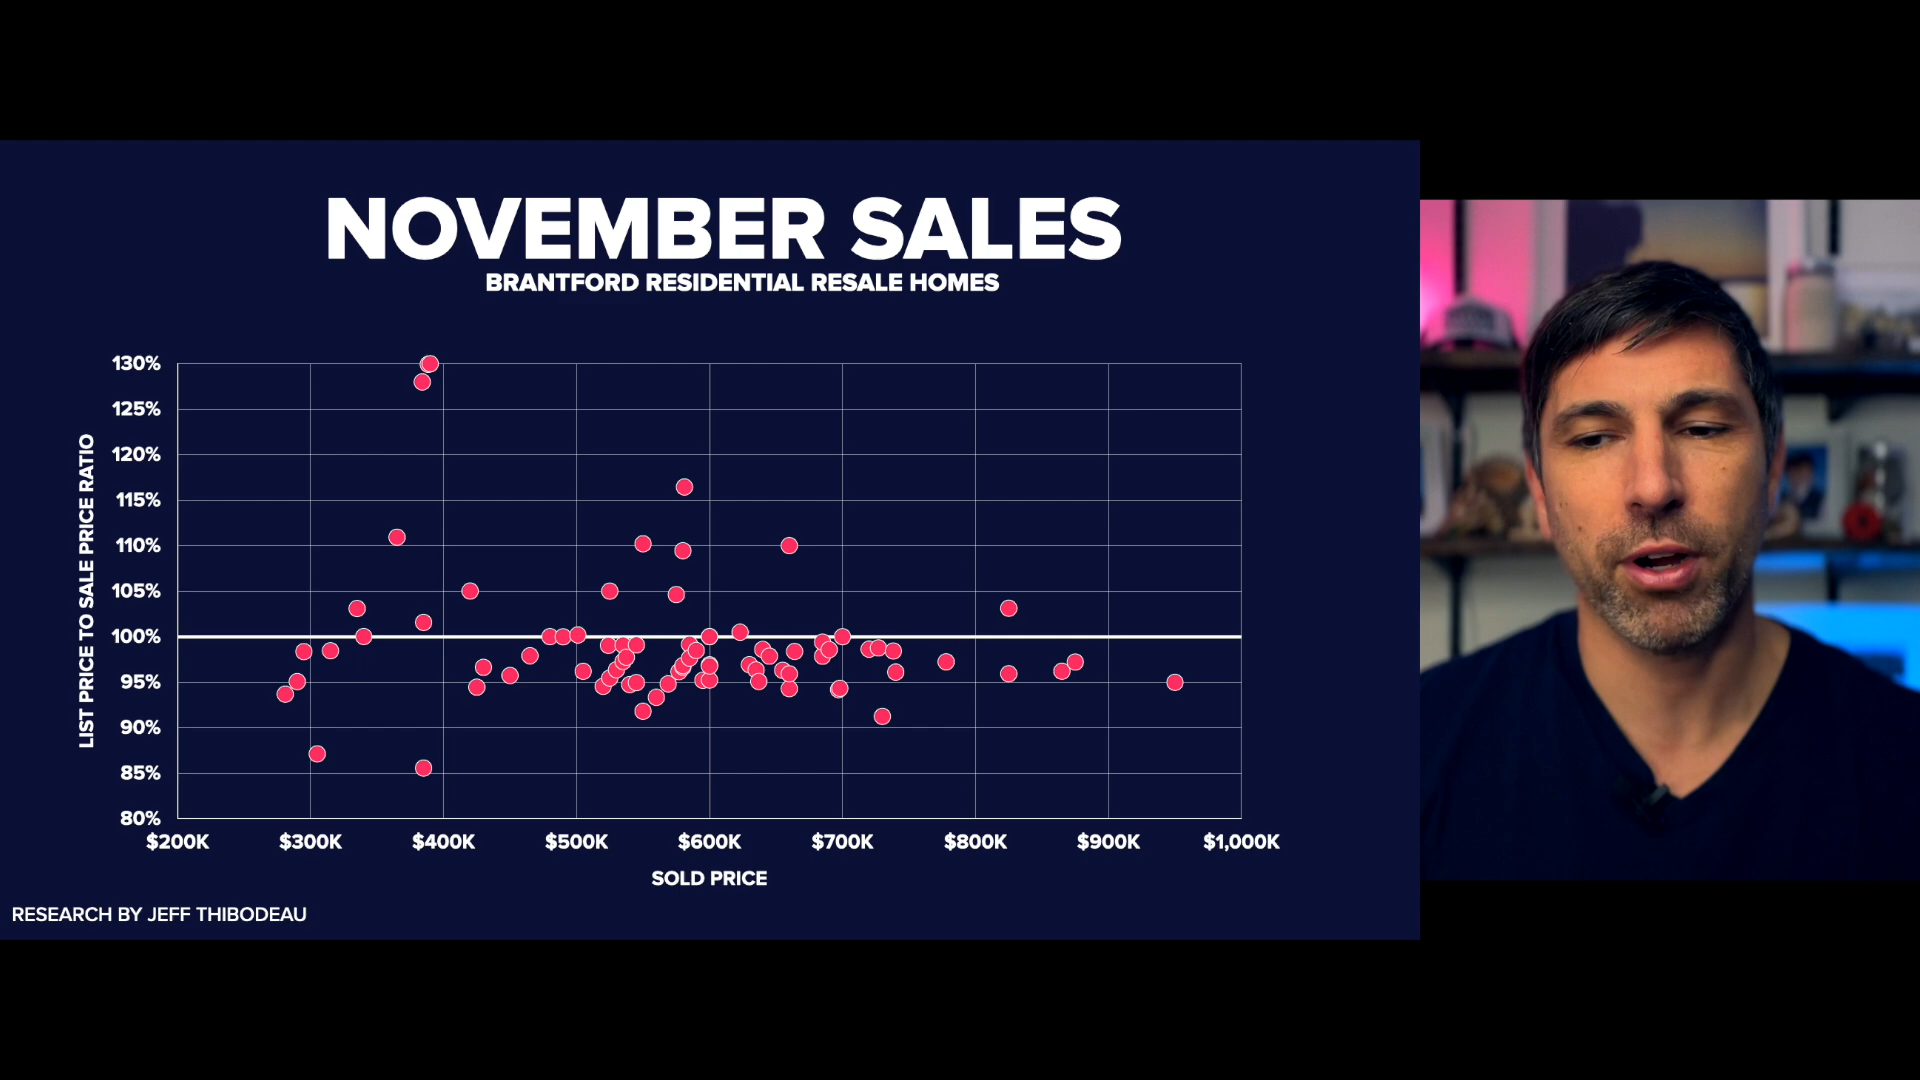 NOVEMBER SALES
BRANTFORD RESIDENTIAL RESALE HOMES
LIST PRICE TO SALE PRICE RATIO
130%
125%
120%
115%
110%
105%
100%
95%
90%
85%
80%
$200K $300K $400K $500K $600K $700K $800K $900K $1,000K
SOLD PRICE
RESEARCH BY JEFF THIBODEAU